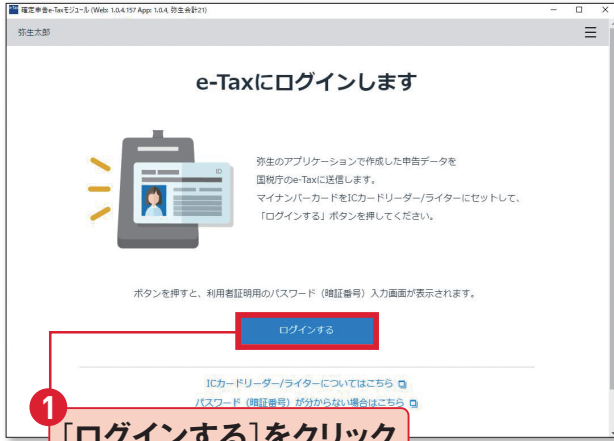 確定申告e-Taxモジュール (Web: 1.0.4.157 App: 1.0.4, 弥生会計21)
弥生太郎
e-Taxにログインします
ID
弥生のアプリケーションで作成した申告データを
国税庁のe-Taxに送信します。
マイナンバーカードをICカードリーダー/ライターにセットして、
「ログインする」ボタンを押してください。
ボタンを押すと、利用者証明用のパスワード（暗証番号）入力画面が表示されます。
ログインする
ICカードリーダー/ライターについてはこちら
パスワード（暗証番号）が分からない場合はこちら
1
[ログインする]をクリック